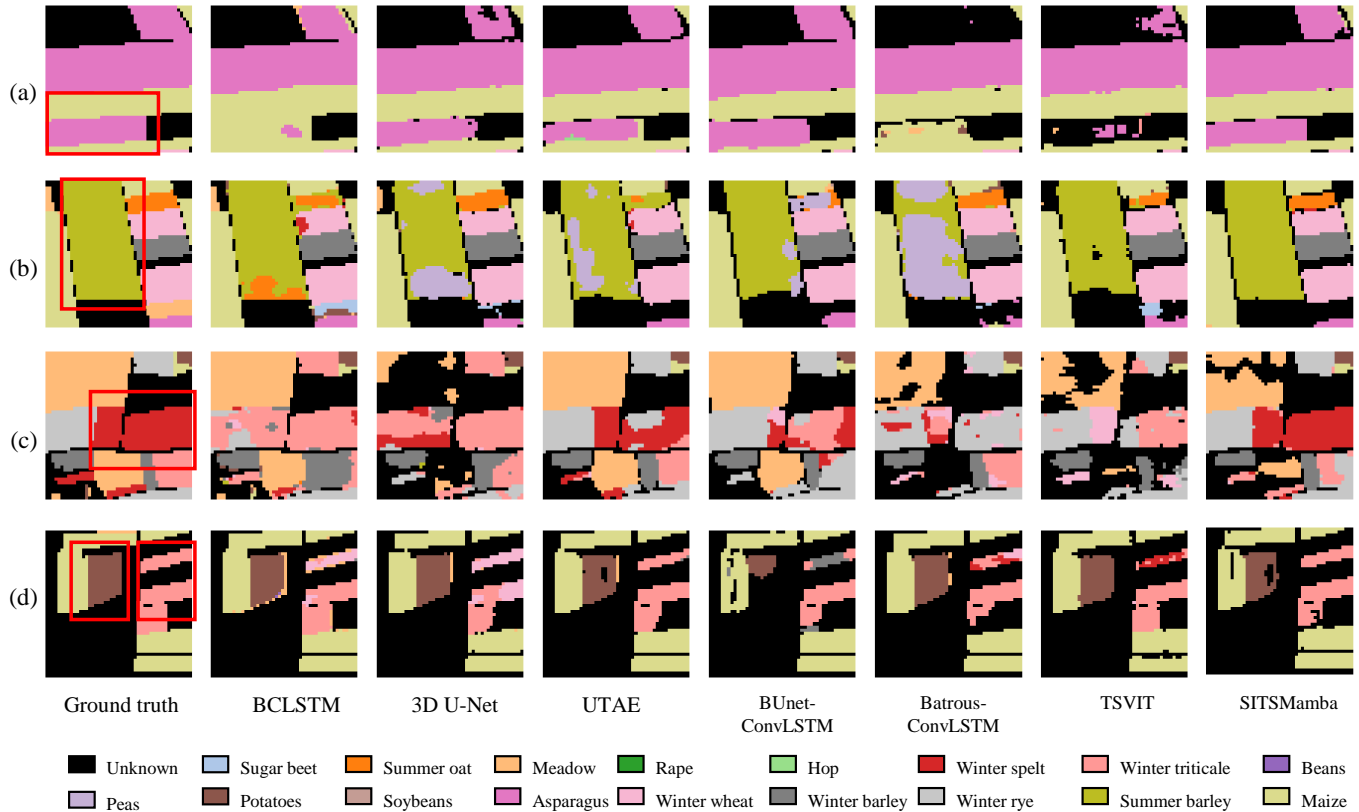 (a)
(b)
(c)
(d)
Ground truth
BCLSTM
3D U-Net
UTAE
BUnet-
ConvLSTM
Batrous-
ConvLSTM
TSVIT
SITSMamba
Unknown
Sugar beet
Summer oat
Meadow
Rape
Hop
Winter spelt
Winter triticale
Beans
Peas
Potatoes
Soybeans
Asparagus
Winter wheat
Winter barley
Winter rye
Summer barley
Maize